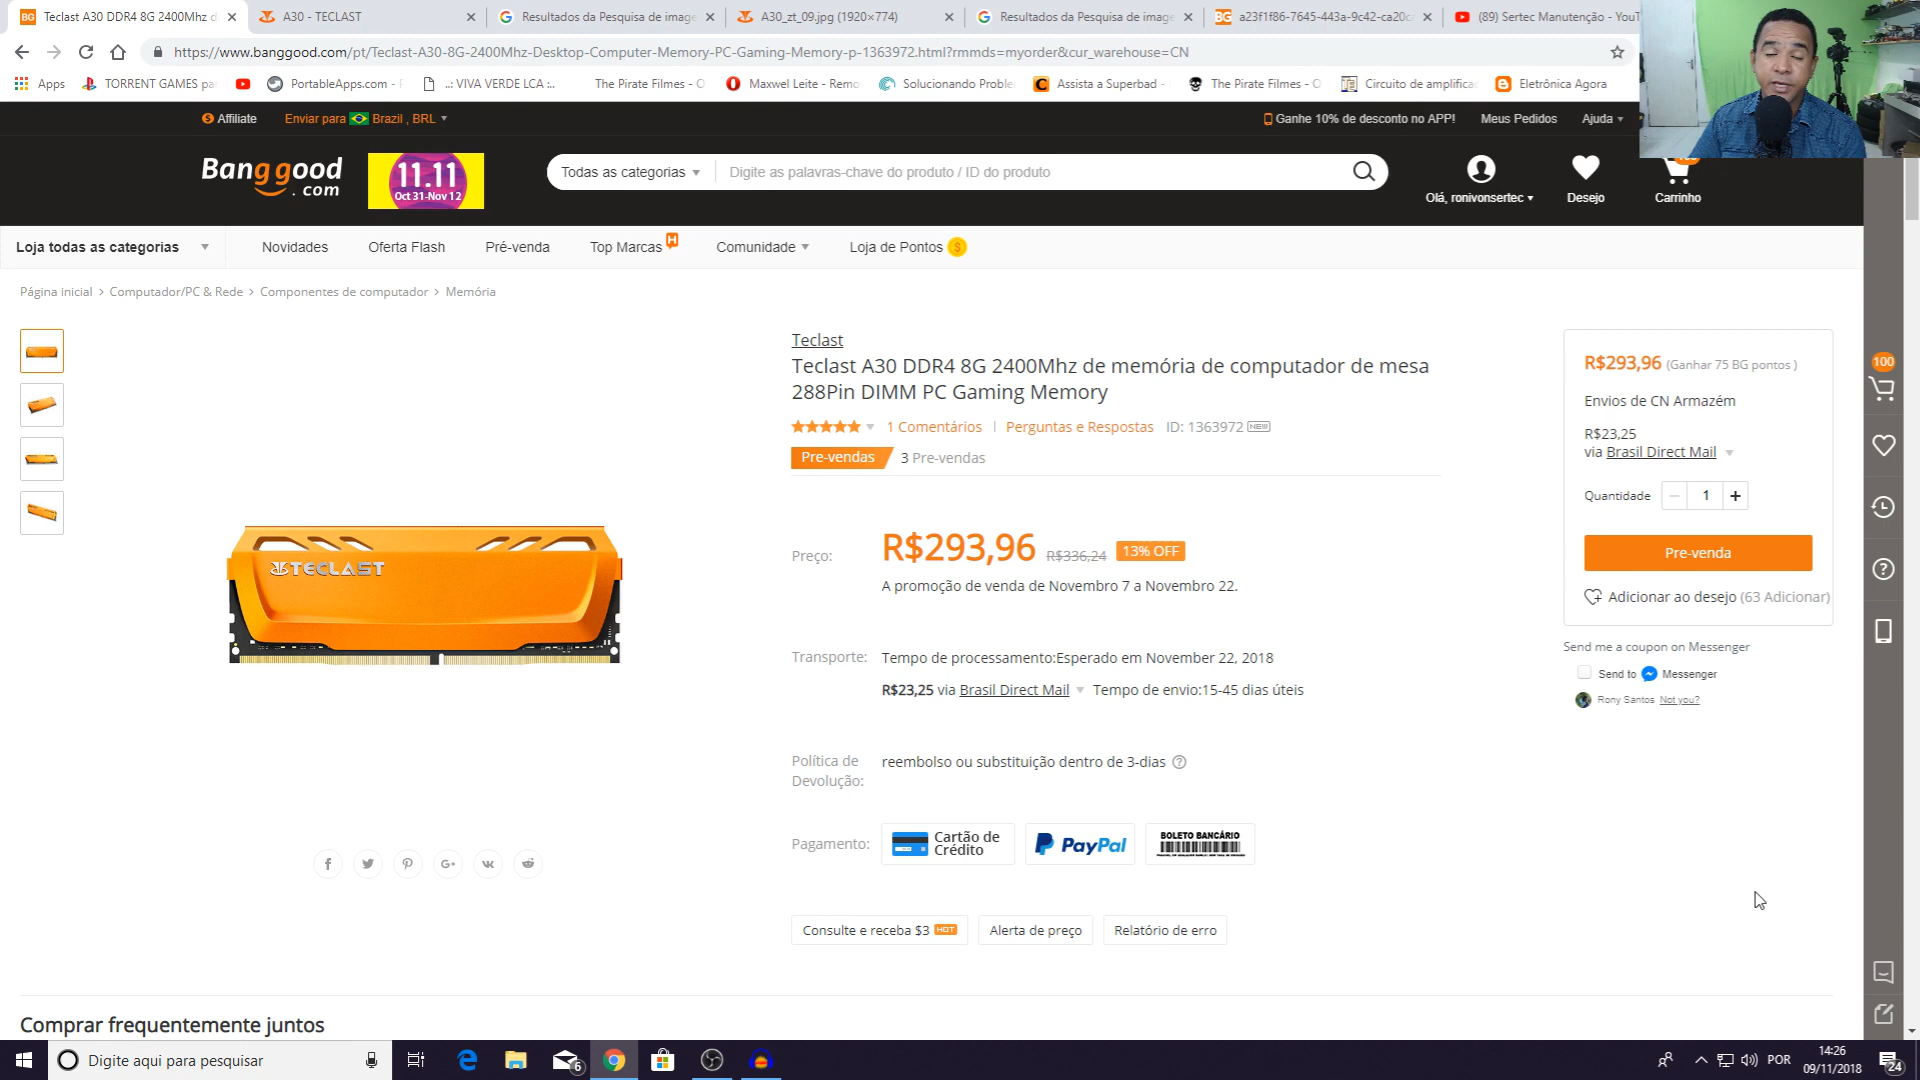 Teclast A30 DDR4 8G 2400Mhz d
A30 - TECLAST
Resultados da Pesquisa de image
A30_zt_09.jpg (1920×774)
Resultados da Pesquisa de image
a23f1f86-7645-443a-9c42-ca20c
(89) Sertec Manutenção - YouT
https://www.banggood.com/pt/Teclast-A30-8G-2400Mhz-Desktop-Computer-Memory-PC-Gaming-Memory-p-1363972.html?rmmds=myorder&cur_warehouse=CN
Apps
TORRENT GAMES pa
PortableApps.com - F
..: VIVA VERDE LCA :..
The Pirate Filmes - O
Maxwel Leite - Remo
Solucionando Proble
Assista a Superbad -
The Pirate Filmes - O
Circuito de amplifica
Eletrônica Agora
Affiliate
Enviar para Brazil , BRL
Ganhe 10% de desconto no APP!
Meus Pedidos
Ajuda
Banggood.com
11.11
Oct 31-Nov 12
Todas as categorias
Digite as palavras-chave do produto / ID do produto
Olá, ronivonsertec
Desejo
Carrinho
Loja todas as categorias
Novidades
Oferta Flash
Pré-venda
Top Marcas
H
Comunidade
Loja de Pontos
Página inicial > Computador/PC & Rede > Componentes de computador > Memória
TECLAST
Teclast
Teclast A30 DDR4 8G 2400Mhz de memória de computador de mesa
288Pin DIMM PC Gaming Memory
1 Comentários | Perguntas e Respostas ID: 1363972 NEW
Pre-vendas 3 Pre-vendas
Preço: R$293,96 R$336,24 13% OFF
A promoção de venda de Novembro 7 a Novembro 22.
Transporte: Tempo de processamento:Esperado em November 22, 2018
R$23,25 via Brasil Direct Mail Tempo de envio:15-45 dias úteis
Política de
Devolução:
reembolso ou substituição dentro de 3-dias
Pagamento:
Cartão de
Crédito
PayPal
BOLETO BANCÁRIO
Consulte e receba $3 HOT
Alerta de preço
Relatório de erro
R$293,96 (Ganhar 75 BG pontos )
Envios de CN Armazém
R$23,25
via Brasil Direct Mail
Quantidade − 1 +
Pre-venda
Adicionar ao desejo (63 Adicionar)
Send me a coupon on Messenger
Send to Messenger
Rony Santos Not you?
100
Comprar frequentemente juntos
Digite aqui para pesquisar
6
POR
14:26
09/11/2018
24